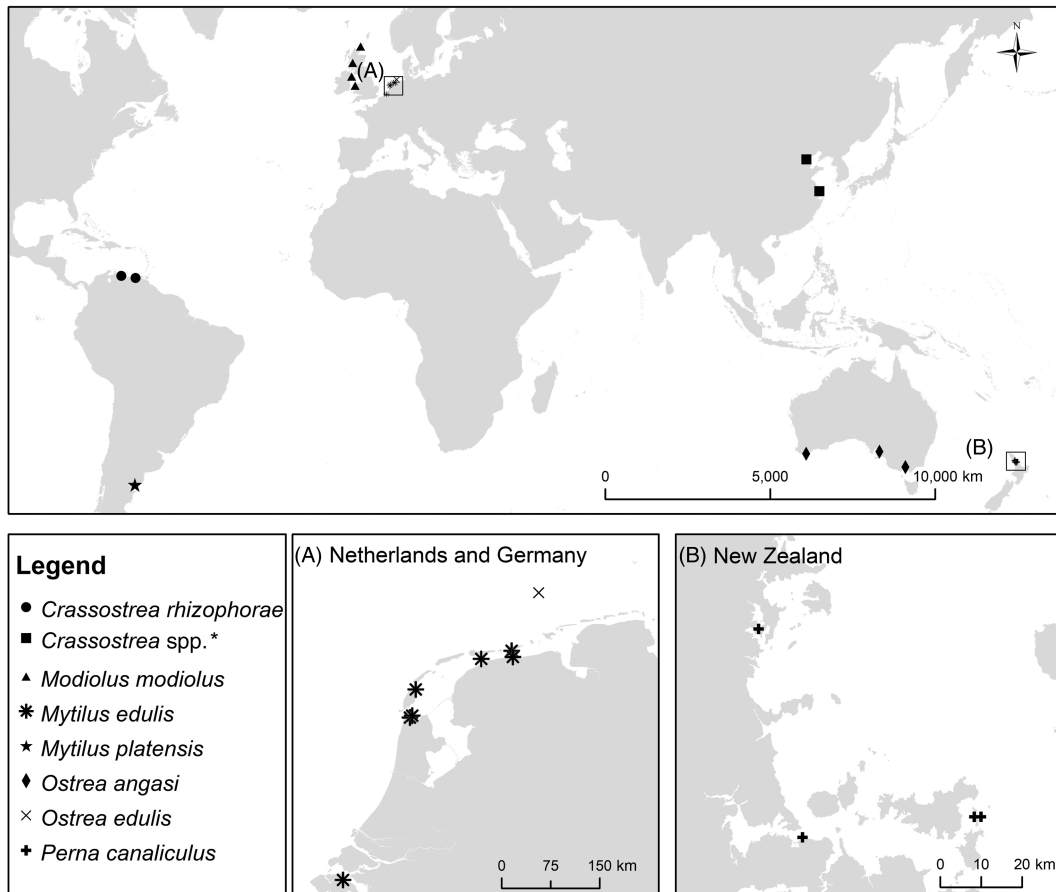 N
(A)
(B)
0 5,000 10,000 km
Legend
Crassostrea rhizophorae
Crassostrea spp.*
Modiolus modiolus
Mytilus edulis
Mytilus platensis
Ostrea angasi
Ostrea edulis
Perna canaliculus
(A) Netherlands and Germany
0 75 150 km
(B) New Zealand
0 10 20 km